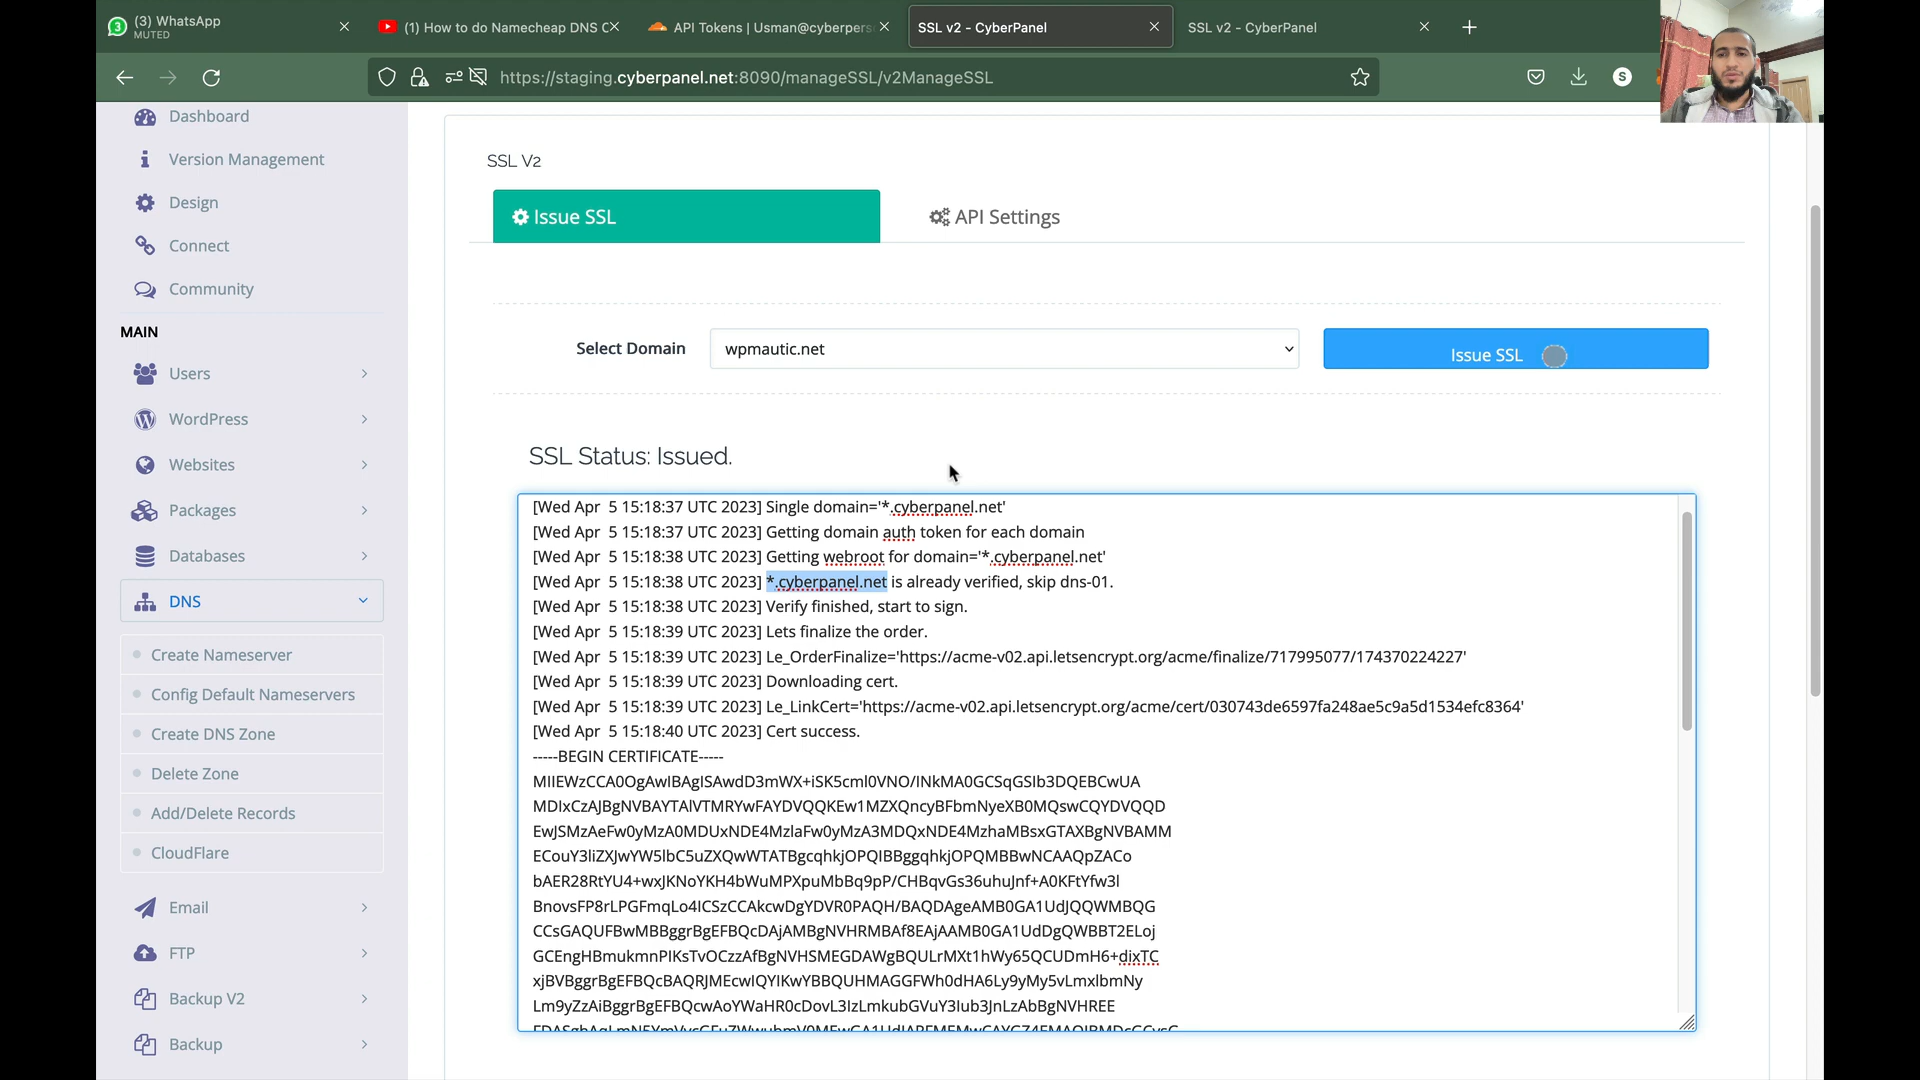 (3) WhatsApp
MUTED
(1) How to do Namecheap DNS C
API Tokens | Usman@cyberpers
SSL v2 - CyberPanel
SSL v2 - CyberPanel
https://staging.cyberpanel.net:8090/manageSSL/v2ManageSSL
S
Dashboard
Version Management
Design
Connect
Community
MAIN
Users
WordPress
Websites
Packages
Databases
DNS
Create Nameserver
Config Default Nameservers
Create DNS Zone
Delete Zone
Add/Delete Records
CloudFlare
Email
FTP
Backup V2
Backup
SSL V2
Issue SSL
API Settings
Select Domain
wpmautic.net
Issue SSL
SSL Status: Issued.
[Wed Apr  5 15:18:37 UTC 2023] Single domain='*.cyberpanel.net'
[Wed Apr  5 15:18:37 UTC 2023] Getting domain auth token for each domain
[Wed Apr  5 15:18:38 UTC 2023] Getting webroot for domain='*.cyberpanel.net'
[Wed Apr  5 15:18:38 UTC 2023] *.cyberpanel.net is already verified, skip dns-01.
[Wed Apr  5 15:18:38 UTC 2023] Verify finished, start to sign.
[Wed Apr  5 15:18:39 UTC 2023] Lets finalize the order.
[Wed Apr  5 15:18:39 UTC 2023] Le_OrderFinalize='https://acme-v02.api.letsencrypt.org/acme/finalize/717995077/174370224227'
[Wed Apr  5 15:18:39 UTC 2023] Downloading cert.
[Wed Apr  5 15:18:39 UTC 2023] Le_LinkCert='https://acme-v02.api.letsencrypt.org/acme/cert/030743de6597fa248ae5c9a5d1534efc8364'
[Wed Apr  5 15:18:40 UTC 2023] Cert success.
-----BEGIN CERTIFICATE-----
MIIEWzCCA0OgAwIBAgISAwdD3mWX+iSK5cml0VNO/INkMA0GCSqGSIb3DQEBCwUA
MDIxCzAJBgNVBAYTAlVTMRYwFAYDVQQKEw1MZXQncyBFbmNyeXB0MQswCQYDVQQD
EwJSMzAeFw0yMzA0MDUxNDE4MzlaFw0yMzA3MDQxNDE4MzhaMBsxGTAXBgNVBAMM
ECouY3liZXJwYW5lbC5uZXQwWTATBgcqhkjOPQIBBggqhkjOPQMBBwNCAAQpZACo
bAER28RtYU4+wxJKNoYKH4bWuMPXpuMbBq9pP/CHBqvGs36uhuJnf+A0KFtYfw3l
BnovsFP8rLPGFmqLo4ICSzCCAkcwDgYDVR0PAQH/BAQDAgeAMB0GA1UdJQQWMBQG
CCsGAQUFBwMBBggrBgEFBQcDAjAMBgNVHRMBAf8EAjAAMB0GA1UdDgQWBBT2ELoj
GCEngHBmukmnPIKsTvOCzzAfBgNVHSMEGDAWgBQULrMXt1hWy65QCUDmH6+dixTC
xjBVBggrBgEFBQcBAQRJMEcwIQYIKwYBBQUHMAGGFWh0dHA6Ly9yMy5vLmxlbmNy
Lm9yZzAiBggrBgEFBQcwAoYWaHR0cDovL3IzLmkubGVuY3Iub3JnLzAbBgNVHREE